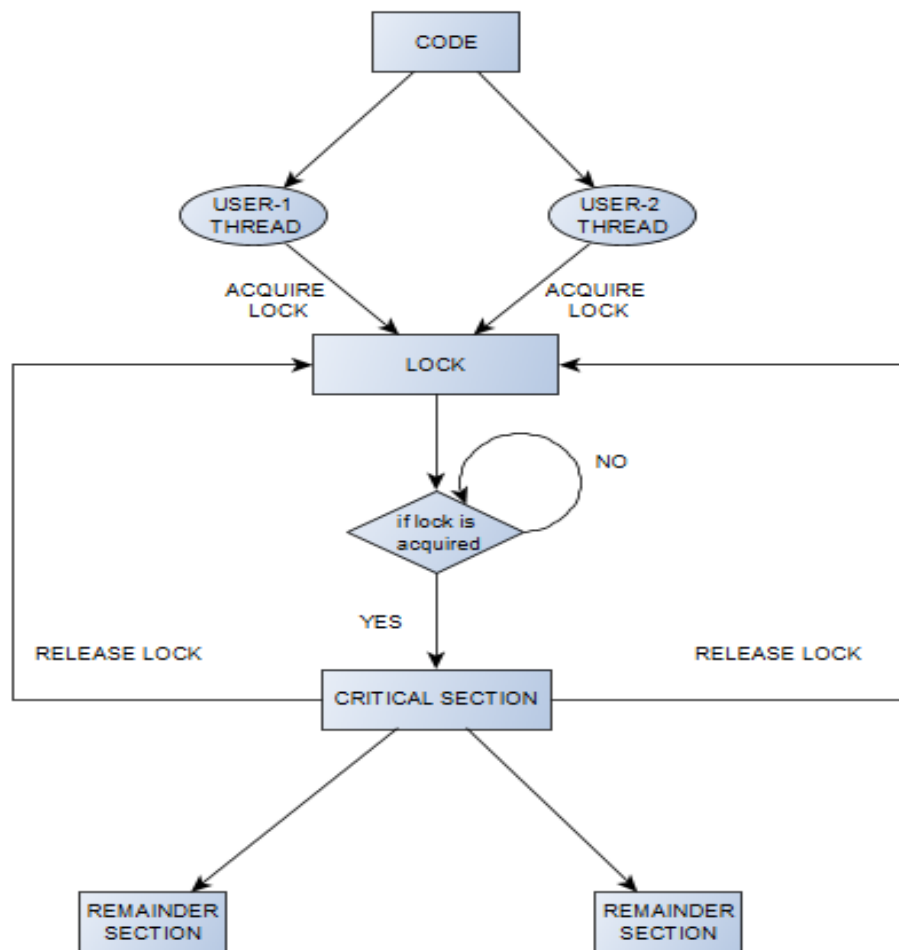 CODE
USER-1
THREAD
USER-2
THREAD
ACQUIRE
LOCK
ACQUIRE
LOCK
LOCK
NO
if lock is
acquired
YES
RELEASE LOCK
RELEASE LOCK
CRITICAL SECTION
REMAINDER
SECTION
REMAINDER
SECTION